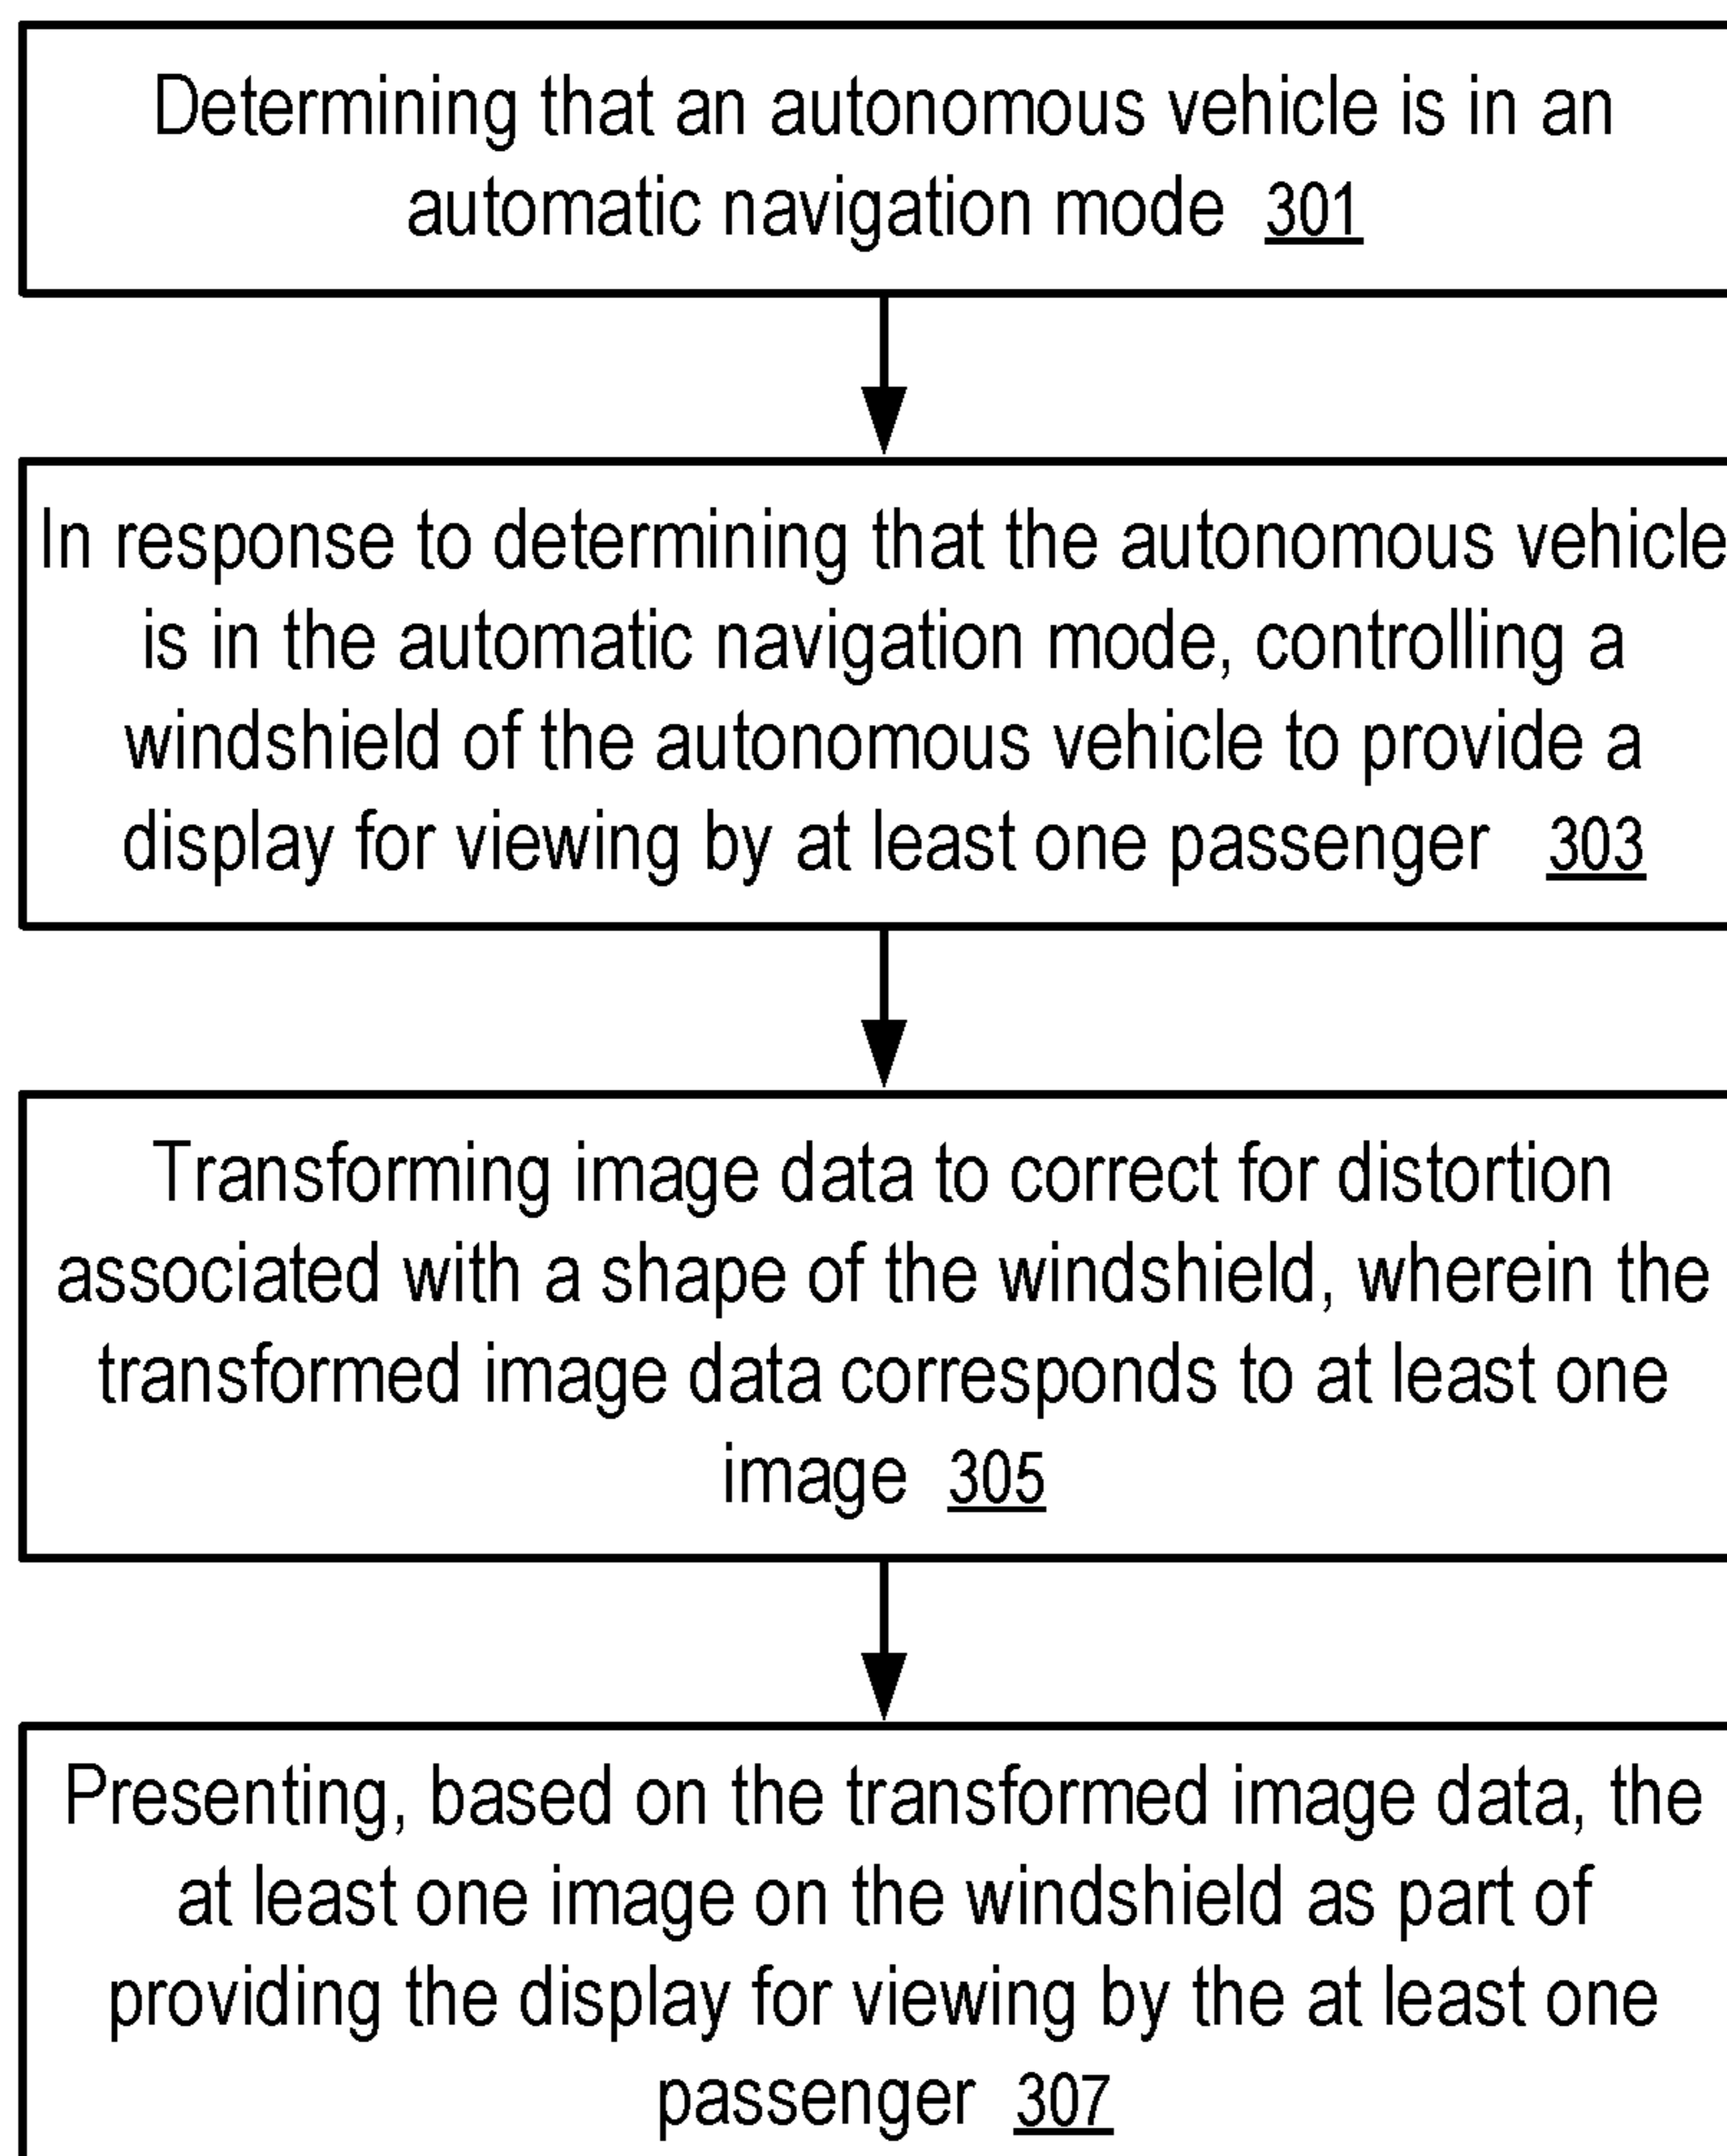 Determining that an autonomous vehicle is in an
automatic navigation mode 301
In response to determining that the autonomous vehicle
is in the automatic navigation mode, controlling a
windshield of the autonomous vehicle to provide a
display for viewing by at least one passenger 303
Transforming image data to correct for distortion
associated with a shape of the windshield, wherein the
transformed image data corresponds to at least one
image 305
Presenting, based on the transformed image data, the
at least one image on the windshield as part of
providing the display for viewing by the at least one
passenger 307